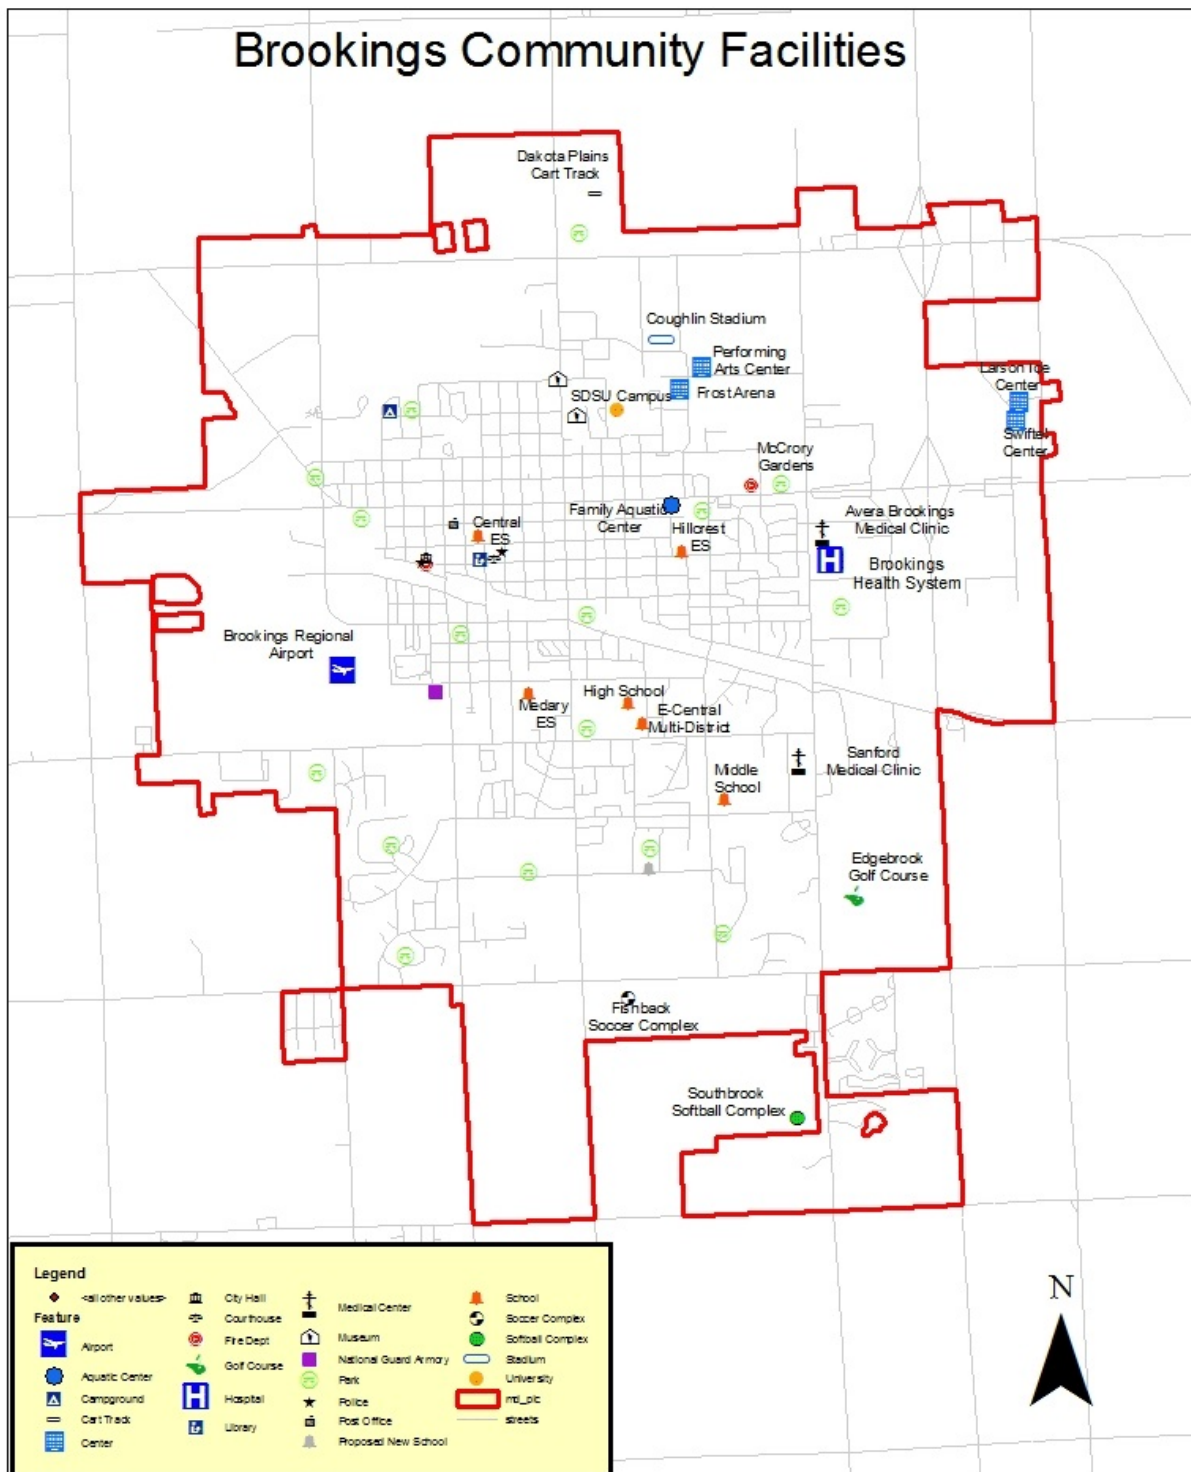 Brookings Community Facilities
Dakota Plains
Cart Track
Coughlin Stadium
Performing
Arts Center
Larson Ice
Center
SDSU Campus
Frost Arena
Swiftel
Center
McCrory
Gardens
Family Aquatic
Center
Central
ES
Hillcrest
ES
Avera Brookings
Medical Clinic
Brookings
Health System
Brookings Regional
Airport
Medary
ES
High School
E-Central
Multi-District
Sanford
Medical Clinic
Middle
School
Edgebrook
Golf Course
Fishback
Soccer Complex
Southbrook
Softball Complex
N
Legend
<all other values>
Feature
Airport
Aquatic Center
Campground
Cart Track
Center
City Hall
Courthouse
Fire Dept
Golf Course
H
Hospital
Library
Medical Center
Museum
National Guard Armory
Park
Police
Post Office
Proposed New School
School
Soccer Complex
Softball Complex
Stadium
University
streets